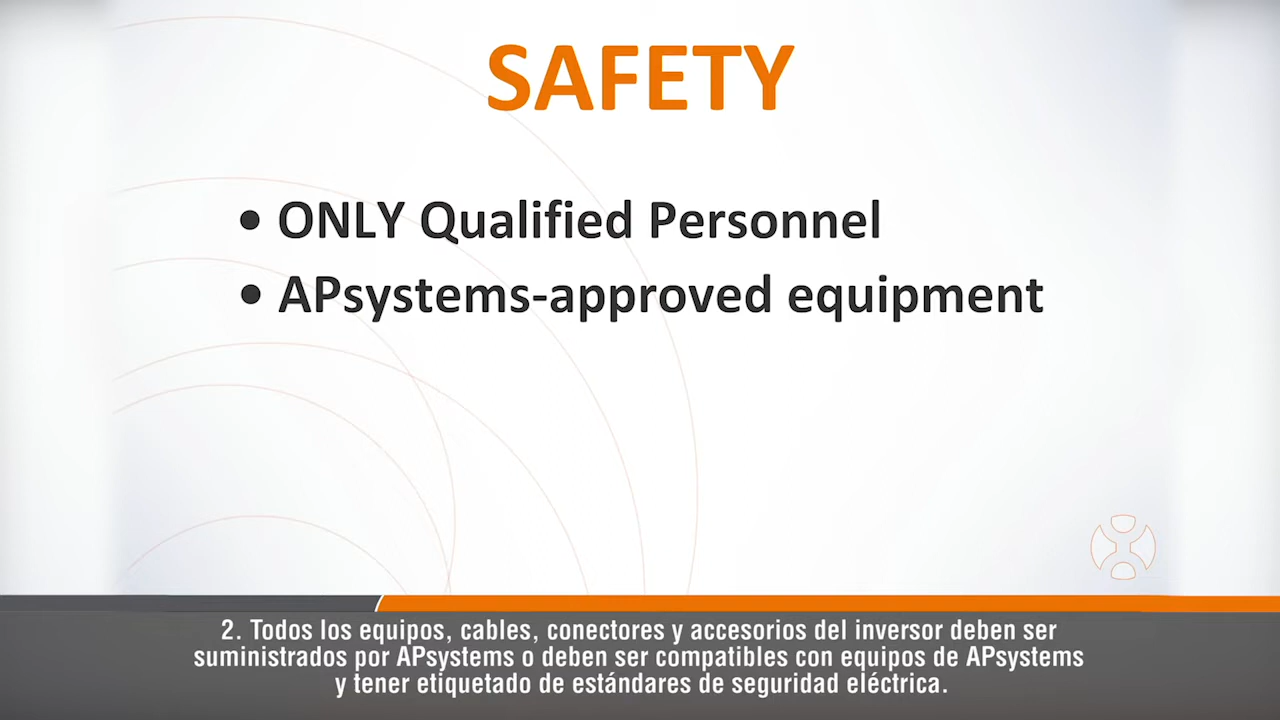 SAFETY
• ONLY Qualified Personnel
• APsystems-approved equipment
2. Todos los equipos, cables, conectores y accesorios del inversor deben ser
suministrados por APsystems o deben ser compatibles con equipos de APsystems
y tener etiquetado de estándares de seguridad eléctrica.